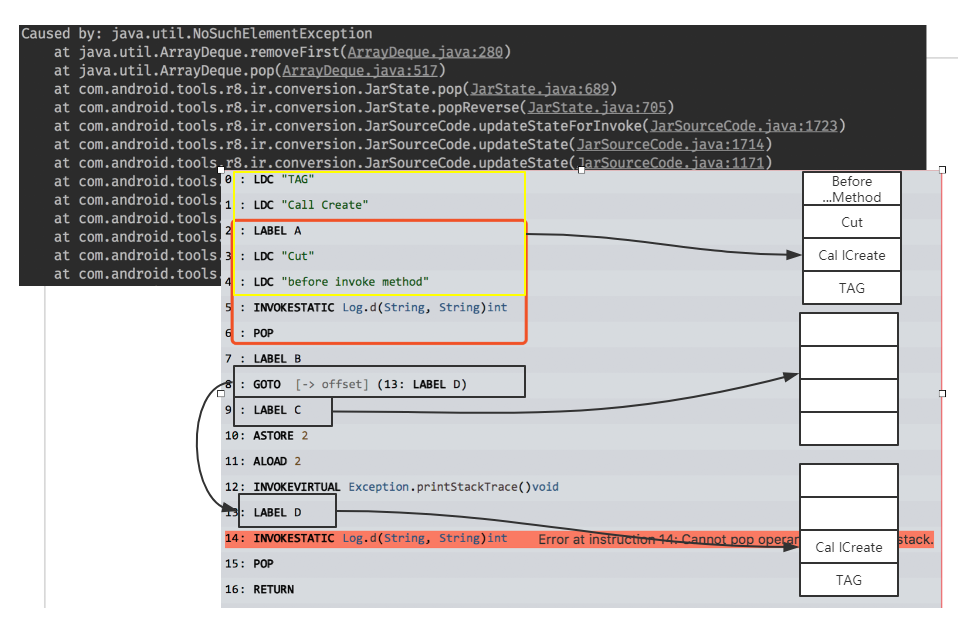 Caused by: java.util.NoSuchElementException
at java.util.ArrayDeque.removeFirst(ArrayDeque.java:280)
at java.util.ArrayDeque.pop(ArrayDeque.java:517)
at com.android.tools.r8.ir.conversion.JarState.pop(JarState.java:689)
at com.android.tools.r8.ir.conversion.JarState.popReverse(JarState.java:705)
at com.android.tools.r8.ir.conversion.JarSourceCode.updateStateForInvoke(JarSourceCode.java:1723)
at com.android.tools.r8.ir.conversion.JarSourceCode.updateState(JarSourceCode.java:1714)
at com.android.tools.r8.ir.conversion.JarSourceCode.updateState(JarSourceCode.java:1171)
at com.android.tools.
at com.android.tools.
at com.android.tools.
at com.android.tools.
at com.android.tools.
at com.android.tools.
0 : LDC "TAG"
1 : LDC "Call Create"
2 : LABEL A
3 : LDC "Cut"
4 : LDC "before invoke method"
5 : INVOKESTATIC Log.d(String, String)int
6 : POP
7 : LABEL B
8 : GOTO [-> offset] (13: LABEL D)
9 : LABEL C
10: ASTORE 2
11: ALOAD 2
12: INVOKEVIRTUAL Exception.printStackTrace()void
13: LABEL D
14: INVOKESTATIC Log.d(String, String)int Error at instruction 14: Cannot pop operan stack.
15: POP
16: RETURN
Before
...Method
Cut
Cal lCreate
TAG
Cal lCreate
TAG